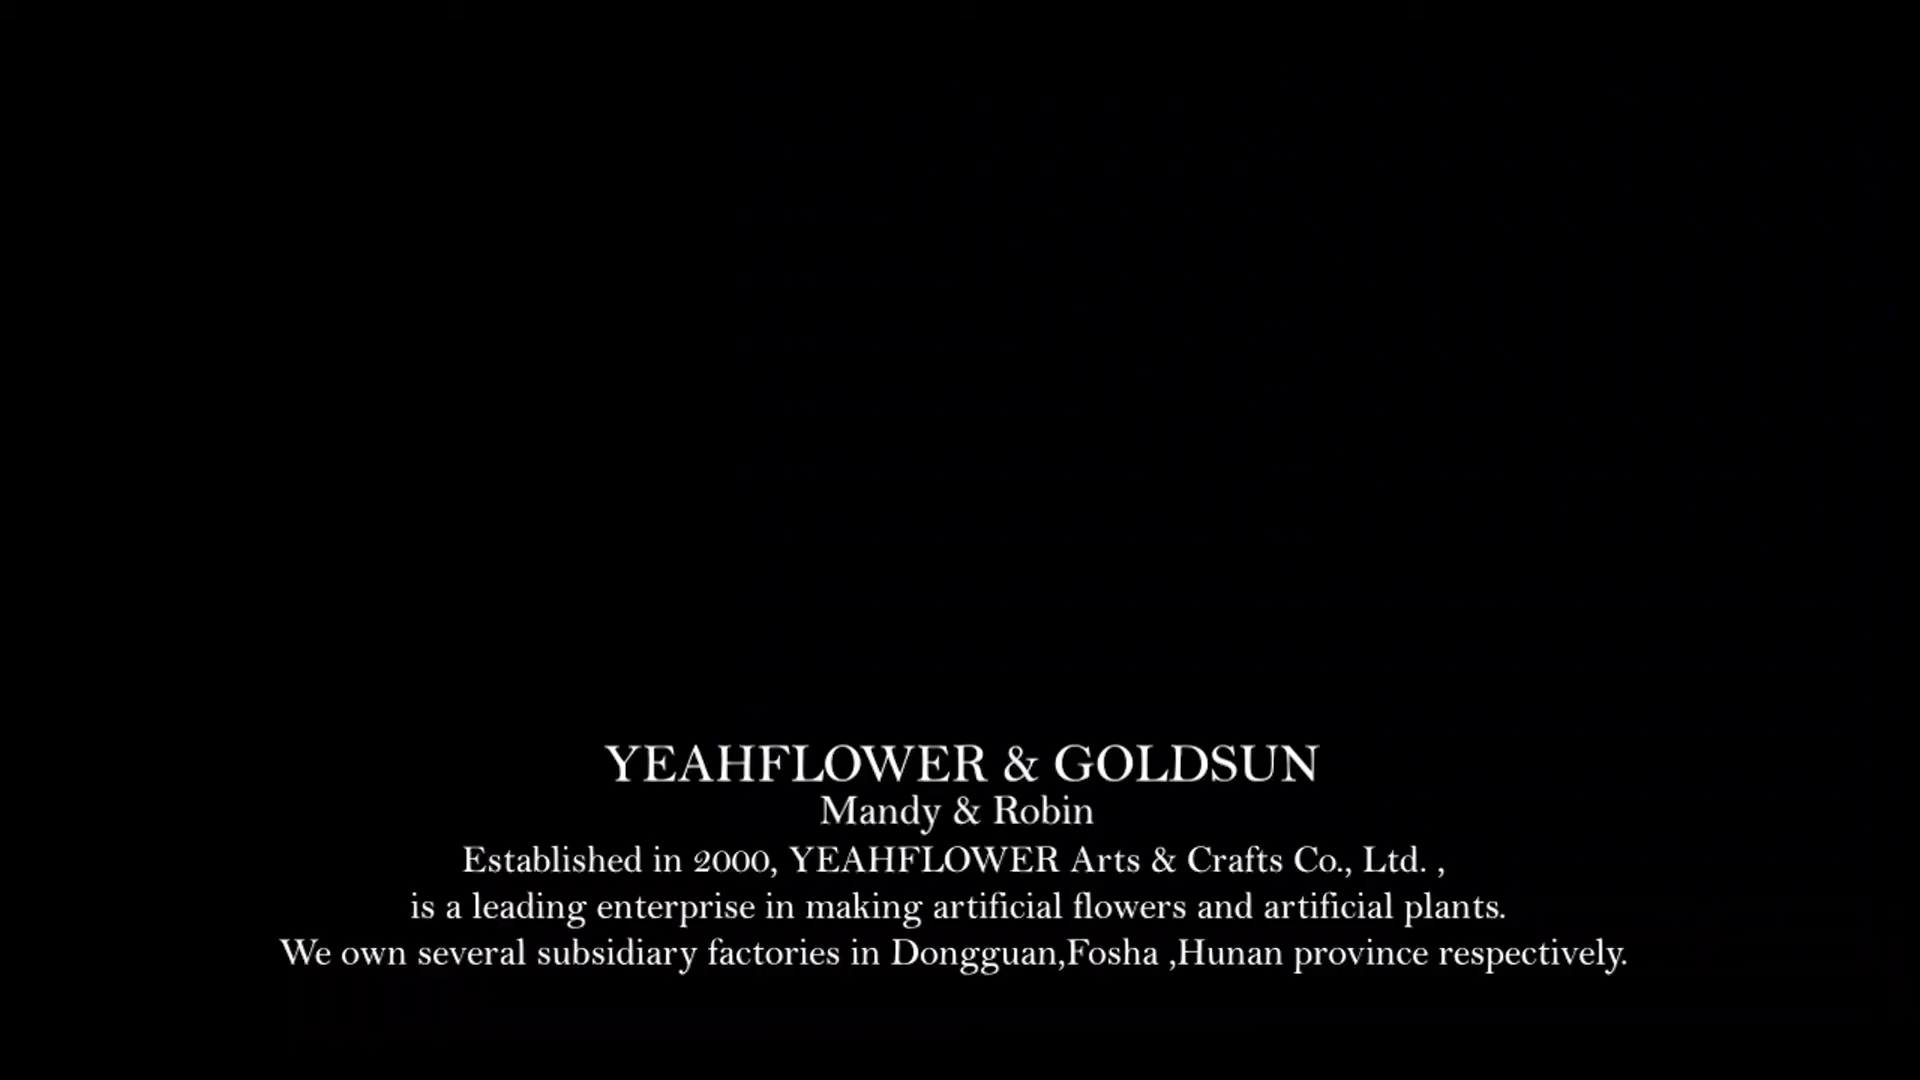 YEAHFLOWER & GOLDSUN
Mandy & Robin
Established in 2000, YEAHFLOWER Arts & Crafts Co., Ltd. ,
is a leading enterprise in making artificial flowers and artificial plants.
We own several subsidiary factories in Dongguan,Fosha ,Hunan province respectively.